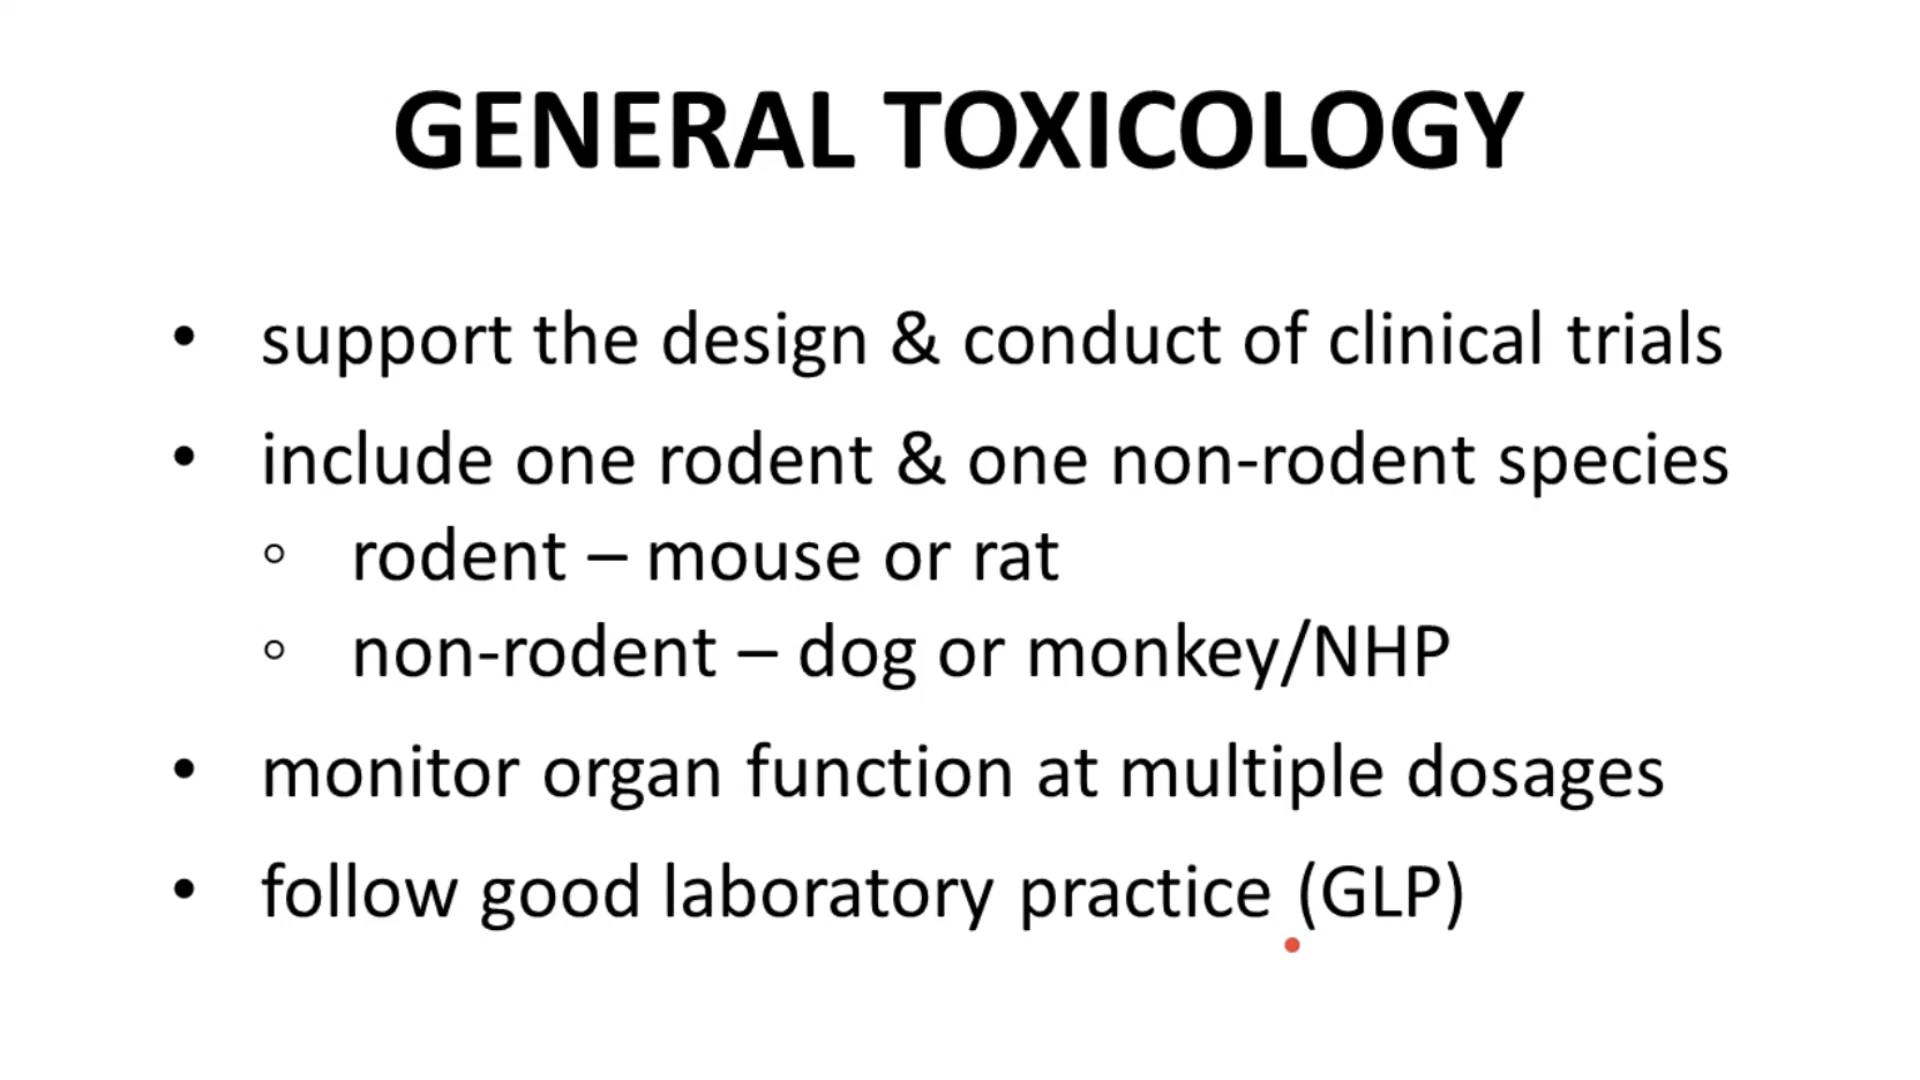 GENERAL TOXICOLOGY
• support the design & conduct of clinical trials
• include one rodent & one non-rodent species
◦ rodent – mouse or rat
◦ non-rodent – dog or monkey/NHP
• monitor organ function at multiple dosages
• follow good laboratory practice (GLP)